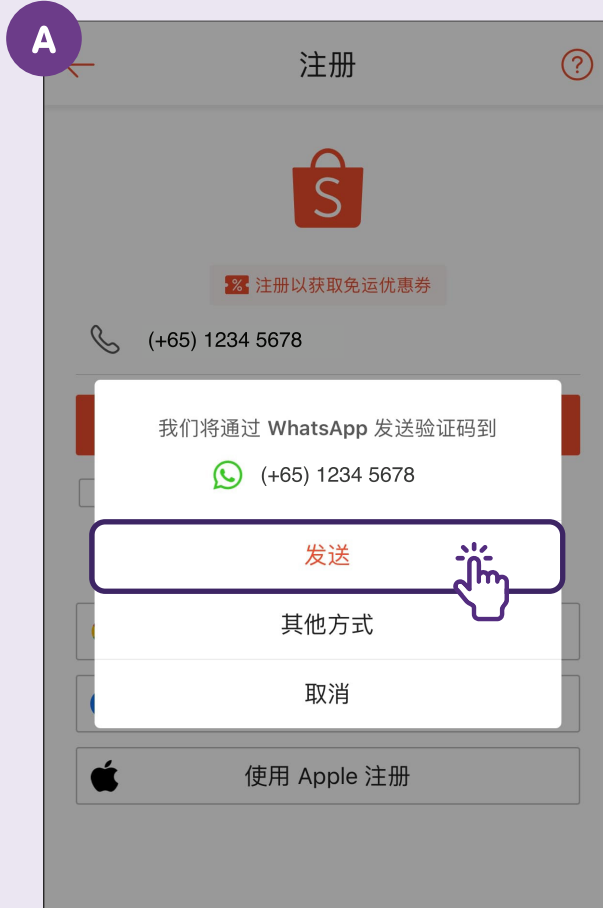 A
注册
?
S
% 注册以获取免运优惠券
(+65) 1234 5678
我们将通过 WhatsApp 发送验证码到
(+65) 1234 5678
发送
其他方式
取消
使用 Apple 注册